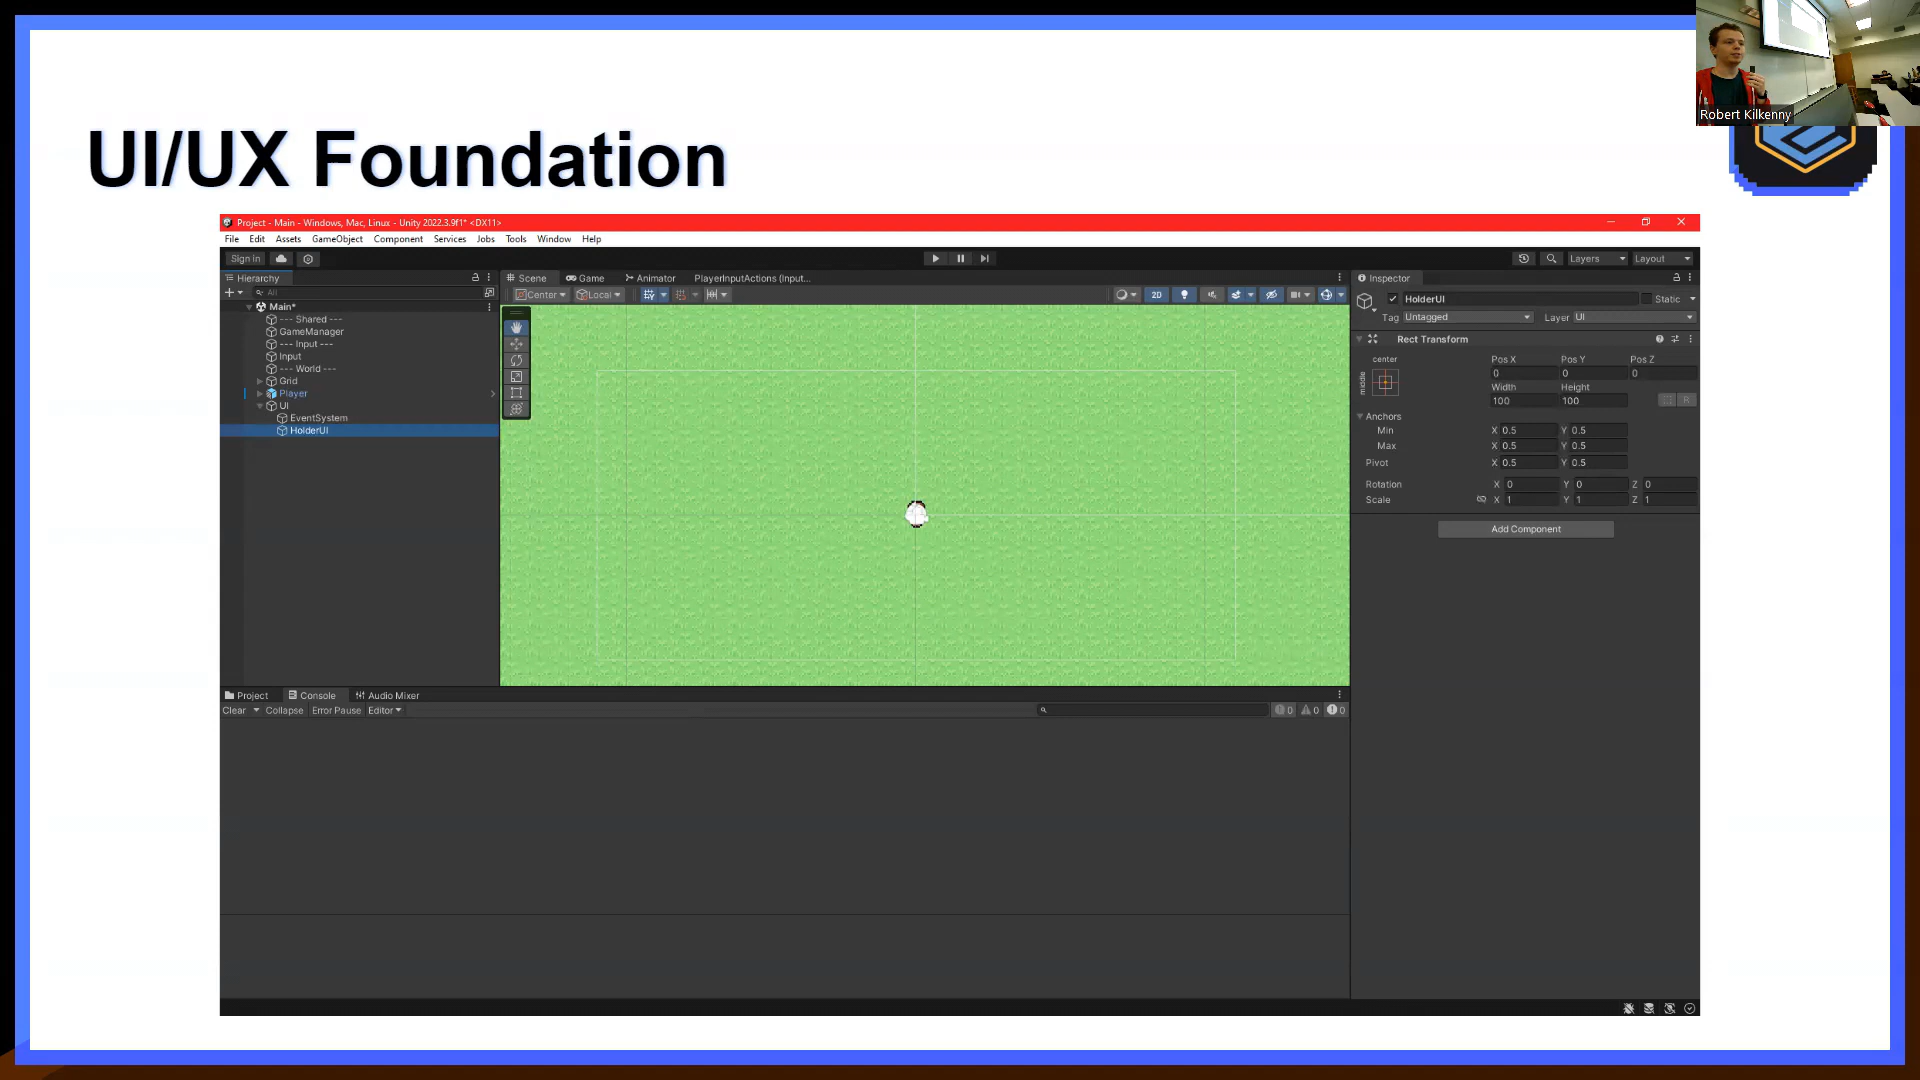 Robert Kilkenny
UI/UX Foundation
Project - Main - Windows, Mac, Linux - Unity 2022.3.9f1* <DX11>
File Edit Assets GameObject Component Services Jobs Tools Window Help
Sign in
Layers Layout
Hierarchy
All
Main*
--- Shared ---
GameManager
--- Input ---
Input
--- World ---
Grid
Player
UI
EventSystem
HolderUI
Scene Game Animator PlayerInputActions (Input...
Center Local 2D
Inspector
HolderUI Static
Tag Untagged Layer UI
Rect Transform
center
middle
Pos X Pos Y Pos Z
0 0 0
Width Height
100 100 R
Anchors
Min X 0.5 Y 0.5
Max X 0.5 Y 0.5
Pivot X 0.5 Y 0.5
Rotation X 0 Y 0 Z 0
Scale X 1 Y 1 Z 1
Add Component
Project Console Audio Mixer
Clear Collapse Error Pause Editor 0 0 0